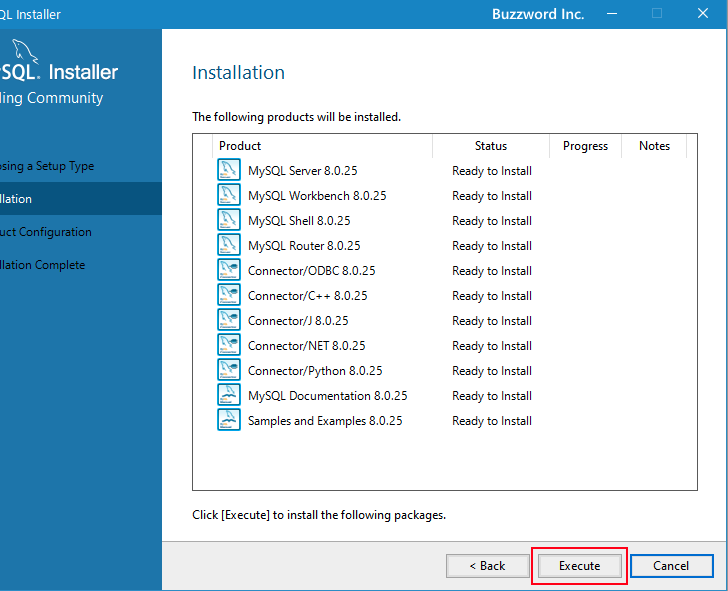 QL Installer
Buzzword Inc.
SQL. Installer
ling Community
osing a Setup Type
llation
uct Configuration
llation Complete
Installation
The following products will be installed.
Product Status Progress Notes
MySQL Server 8.0.25 Ready to Install
MySQL Workbench 8.0.25 Ready to Install
MySQL Shell 8.0.25 Ready to Install
MySQL Router 8.0.25 Ready to Install
Connector/ODBC 8.0.25 Ready to Install
Connector/C++ 8.0.25 Ready to Install
Connector/J 8.0.25 Ready to Install
Connector/NET 8.0.25 Ready to Install
Connector/Python 8.0.25 Ready to Install
MySQL Documentation 8.0.25 Ready to Install
Samples and Examples 8.0.25 Ready to Install
Click [Execute] to install the following packages.
< Back Execute Cancel